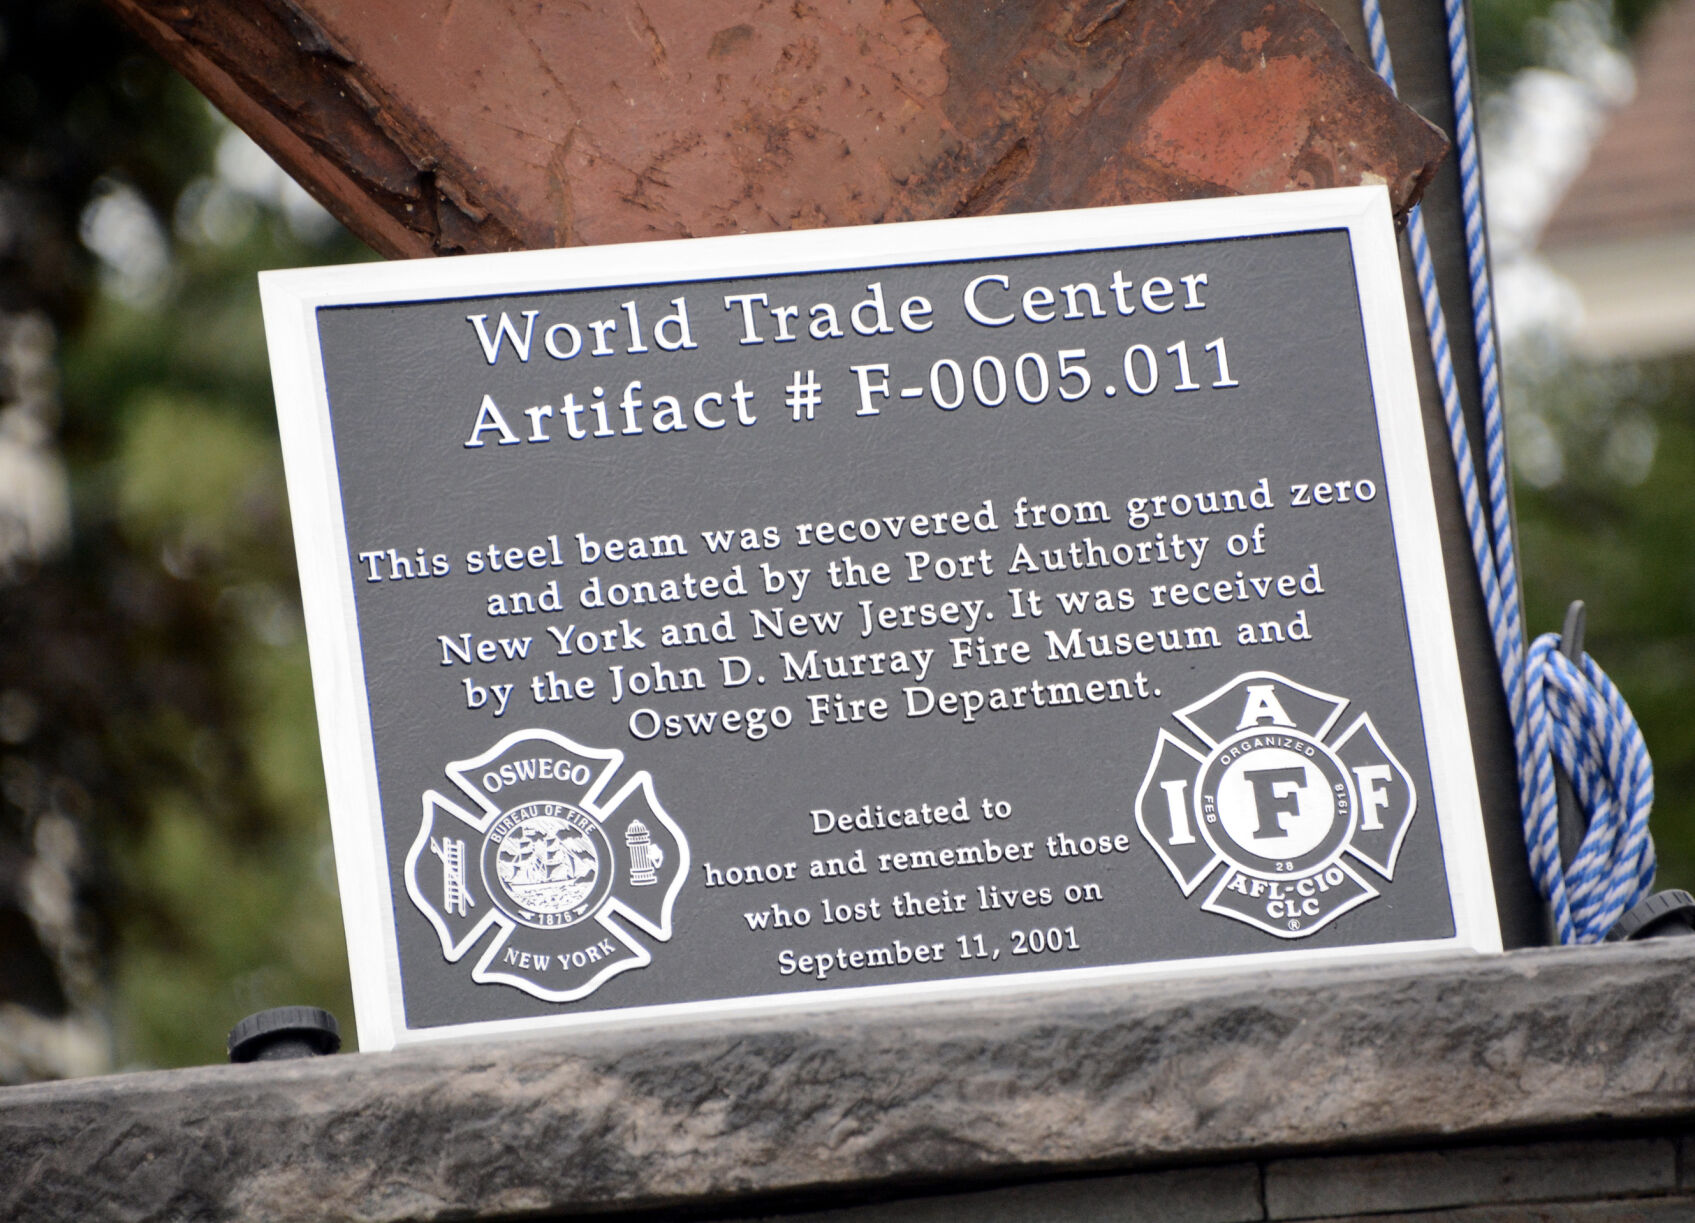 World Trade Center
Artifact # F-0005.011
This steel beam was recovered from ground zero
and donated by the Port Authority of
New York and New Jersey. It was received
by the John D. Murray Fire Museum and
Oswego Fire Department.
OSWEGO
BUREAU OF FIRE
1876
NEW YORK
Dedicated to
honor and remember those
who lost their lives on
September 11, 2001
A
ORGANIZED
I F F
FEB 1918
28
AFL-CIO
CLC
®